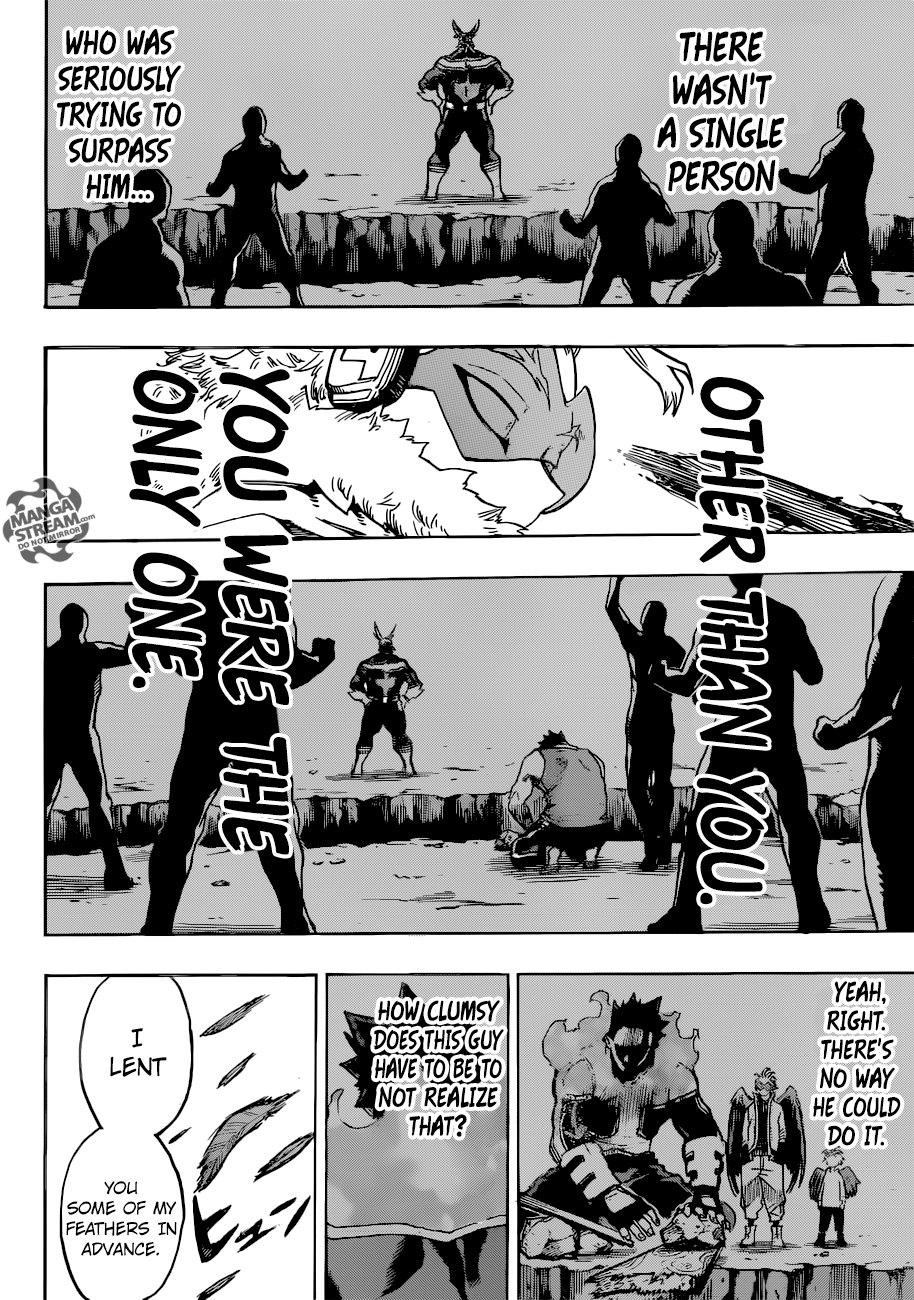 THERE
WASN'T
A SINGLE
PERSON
WHO WAS
SERIOUSLY
TRYING TO
SURPASS
HIM...
OTHER THAN YOU.
YOU WERE THE
ONLY ONE.
MANGA
STREAM.com
DO NOT MIRROR
YEAH,
RIGHT.
THERE'S
NO WAY
HE COULD
DO IT.
HOW CLUMSY
DOES THIS GUY
HAVE TO BE TO
NOT REALIZE
THAT?
I
LENT
YOU
SOME OF MY
FEATHERS IN
ADVANCE.